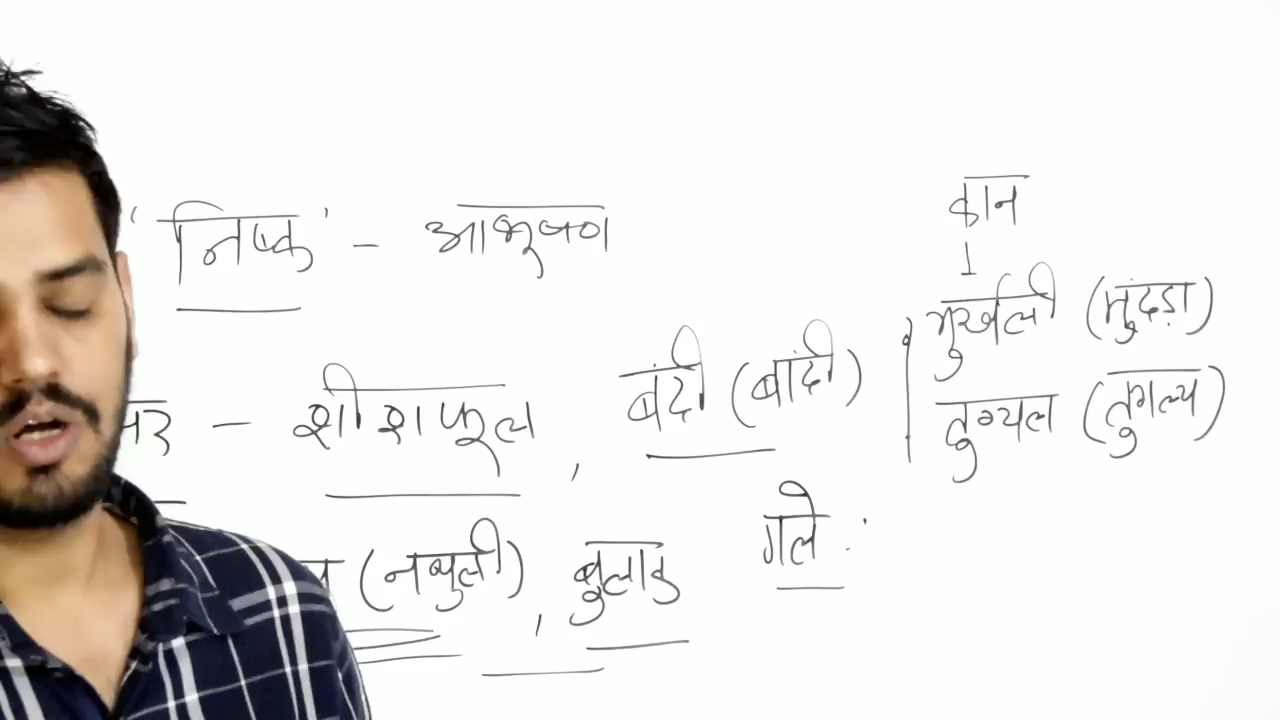 'निष्क' - आभूषण
सर - शीशफूल, बंदी (बांदी)
(नथुली), बुलाक
कान
मुर्खली (मुंदड़ा)
तुग्यल (तुगल्य)
गले :